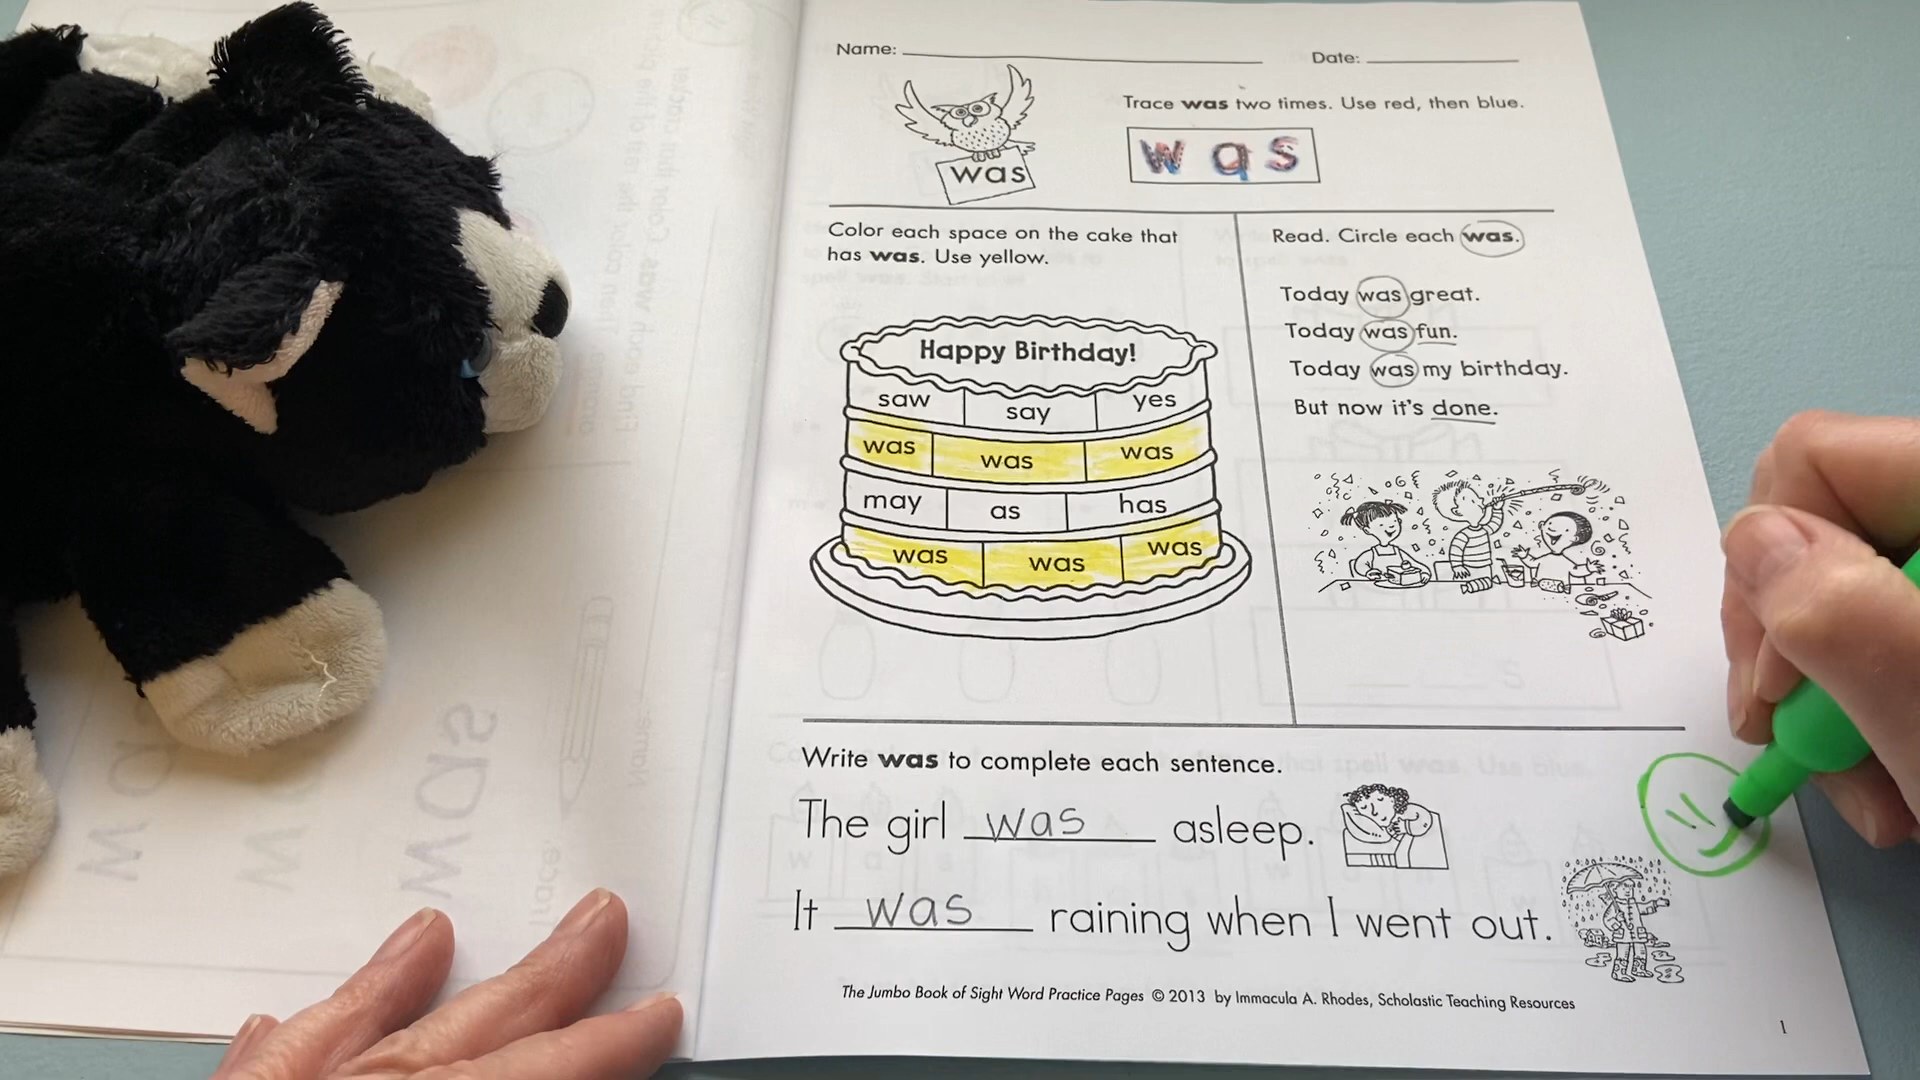 Name: Date:
was
Trace was two times. Use red, then blue.
was
Color each space on the cake that
has was. Use yellow.
Happy Birthday!
saw say yes
was was was
may as has
was was was
Read. Circle each was.
Today was great.
Today was fun.
Today was my birthday.
But now it's done.
Write was to complete each sentence.
The girl was asleep.
It was raining when I went out.
The Jumbo Book of Sight Word Practice Pages © 2013 by Immacula A. Rhodes, Scholastic Teaching Resources
1